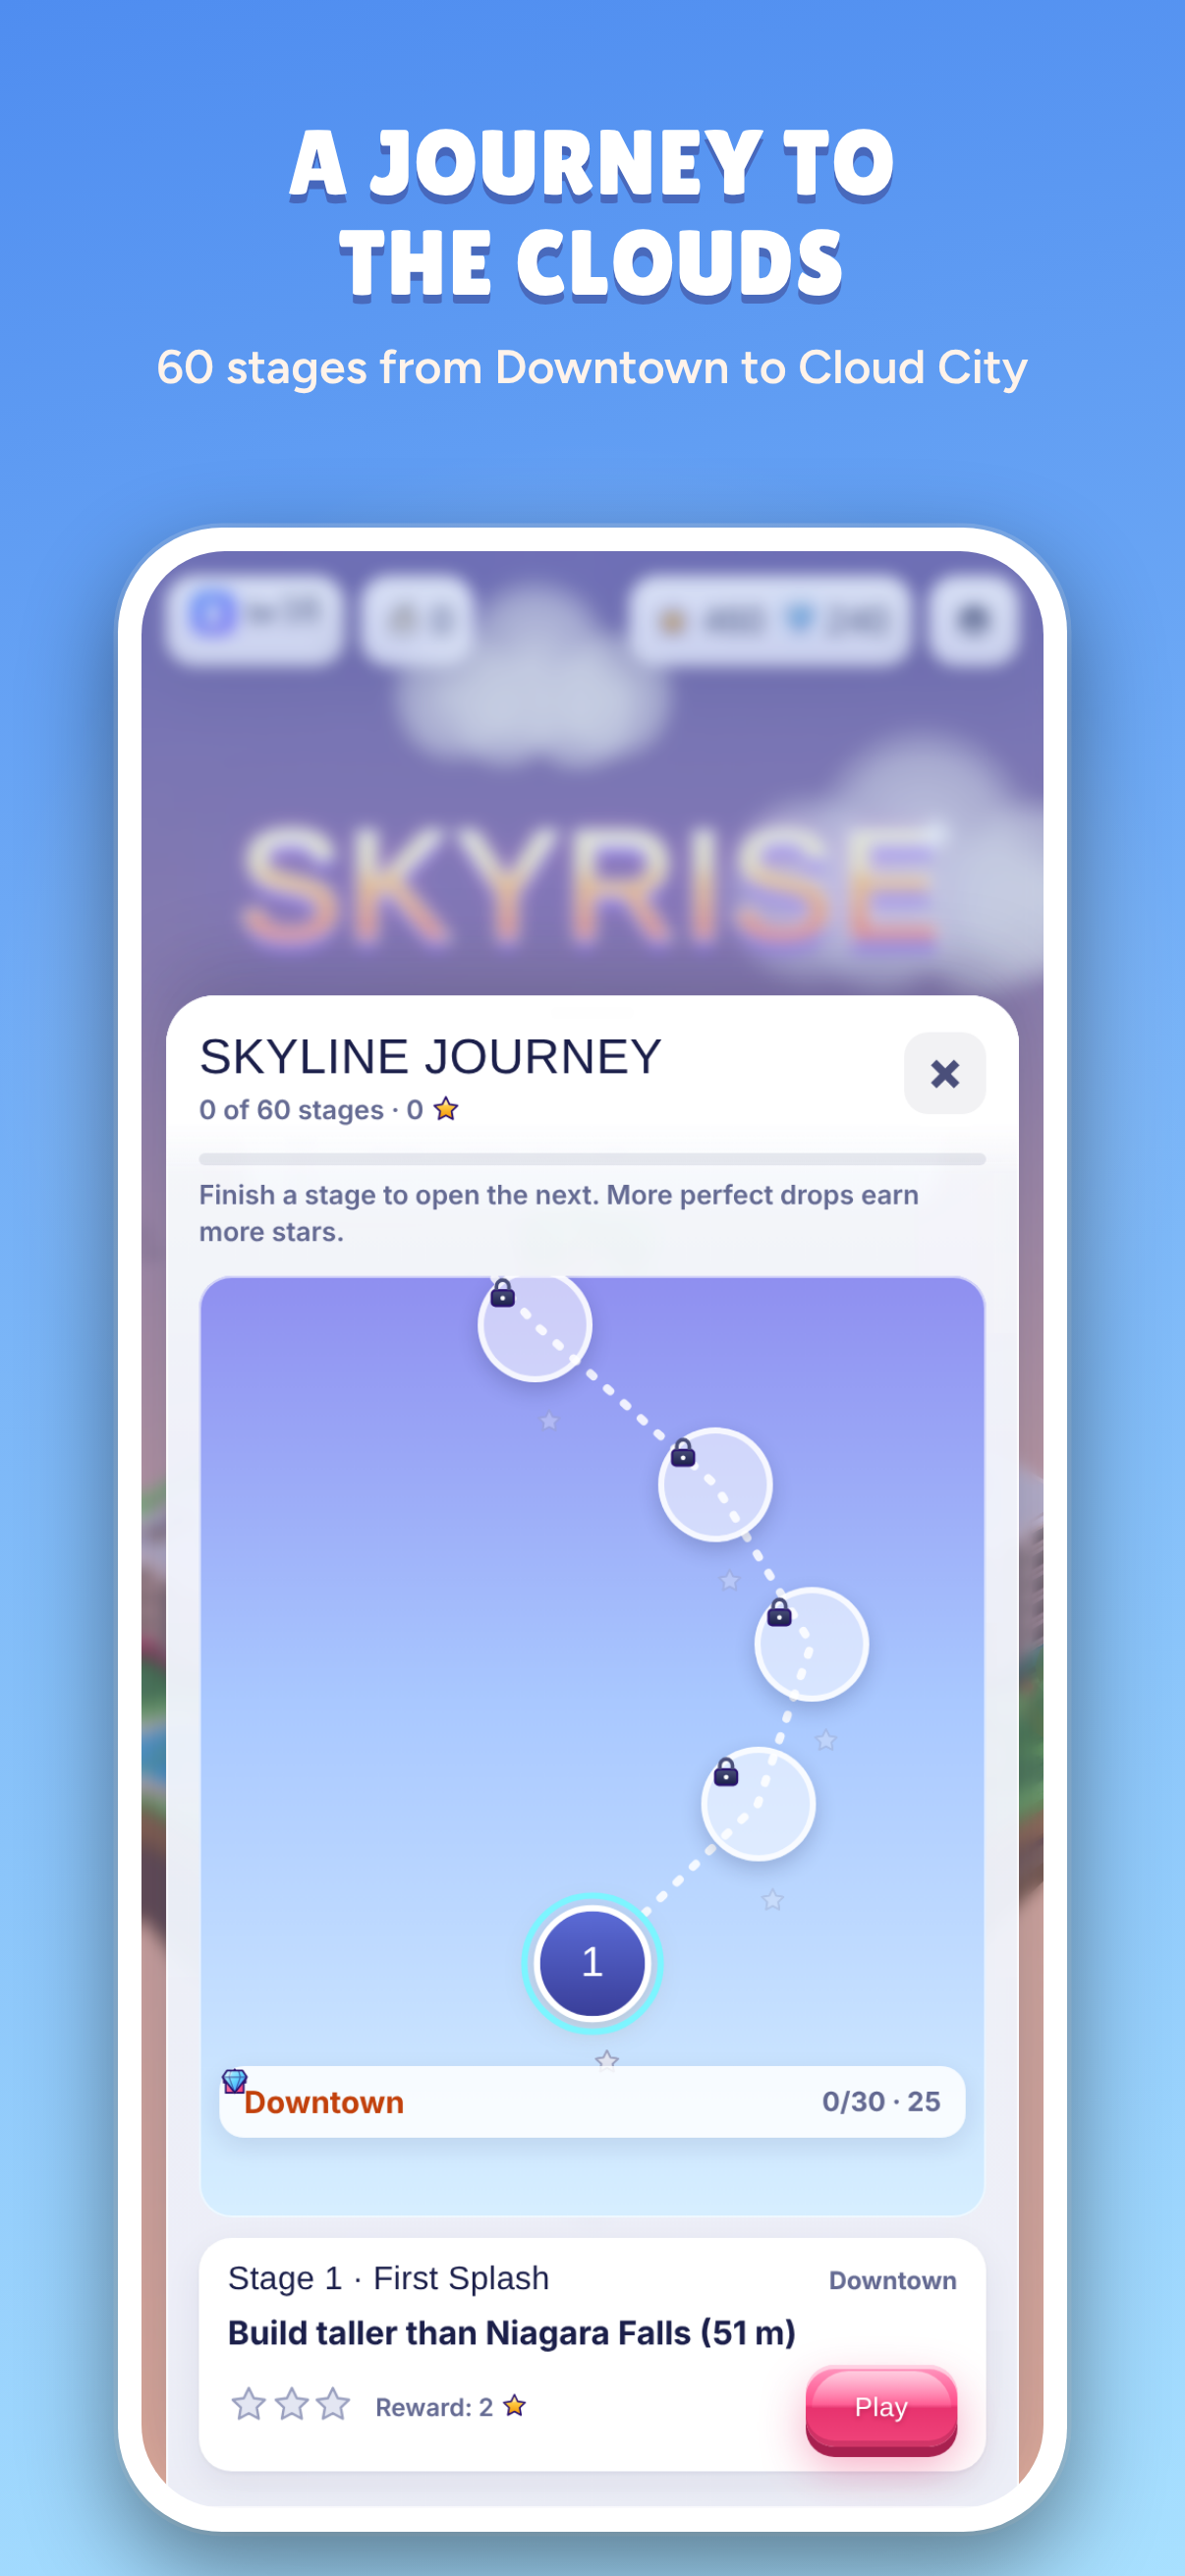 A JOURNEY TO
THE CLOUDS
60 stages from Downtown to Cloud City
SKYRISE
SKYLINE JOURNEY
0 of 60 stages · 0
Finish a stage to open the next. More perfect drops earn
more stars.
1
Downtown 0/30 · 25
Stage 1 · First Splash Downtown
Build taller than Niagara Falls (51 m)
Reward: 2
Play